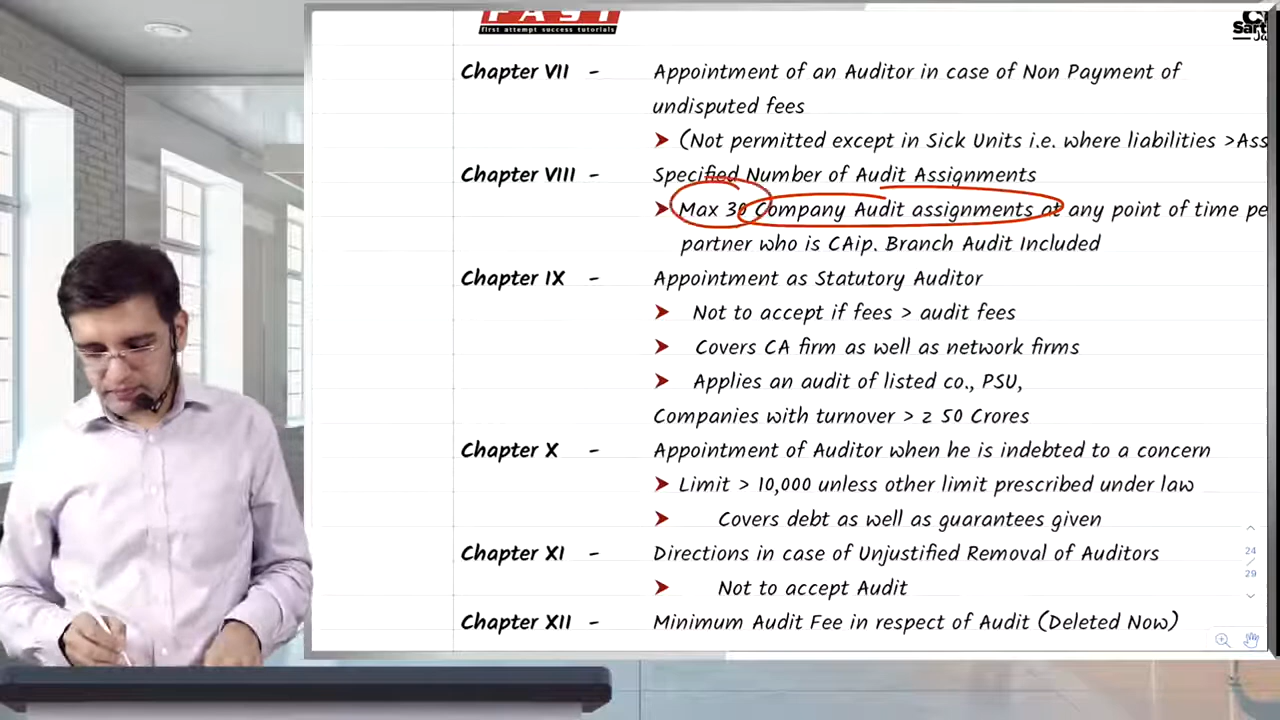 FAST
first attempt success tutorials
Chapter VII - Appointment of an Auditor in case of Non Payment of
undisputed fees
➤ (Not permitted except in Sick Units i.e. where liabilities >Ass
Chapter VIII - Specified Number of Audit Assignments
➤ Max 30 Company Audit assignments at any point of time pe
partner who is CAip. Branch Audit Included
Chapter IX - Appointment as Statutory Auditor
➤ Not to accept if fees > audit fees
➤ Covers CA firm as well as network firms
➤ Applies an audit of listed co., PSU,
Companies with turnover > ₹ 50 Crores
Chapter X - Appointment of Auditor when he is indebted to a concern
➤ Limit > 10,000 unless other limit prescribed under law
➤ Covers debt as well as guarantees given
Chapter XI - Directions in case of Unjustified Removal of Auditors
➤ Not to accept Audit
Chapter XII - Minimum Audit Fee in respect of Audit (Deleted Now)
24
/
29